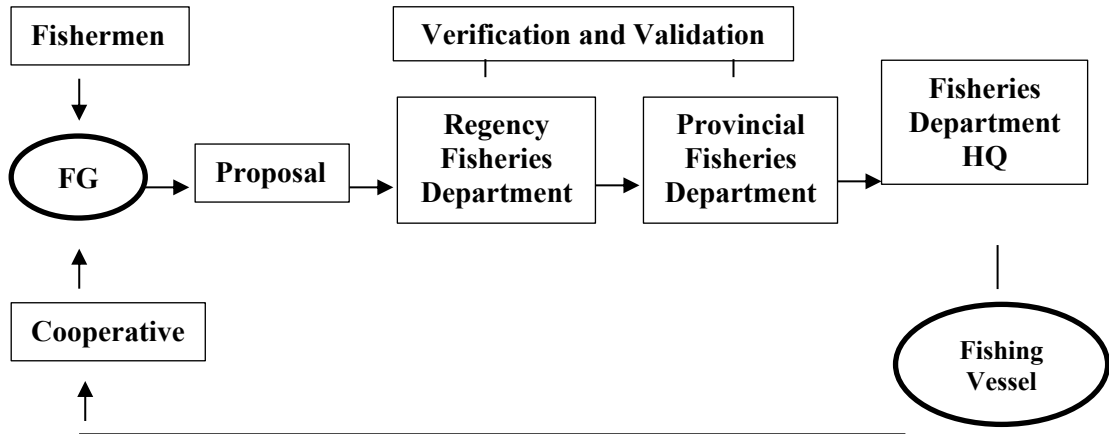 Fishermen
Verification and Validation
Fisheries
Department
HQ
Regency
Fisheries
Department
Provincial
Fisheries
Department
FG
Proposal
Cooperative
Fishing
Vessel